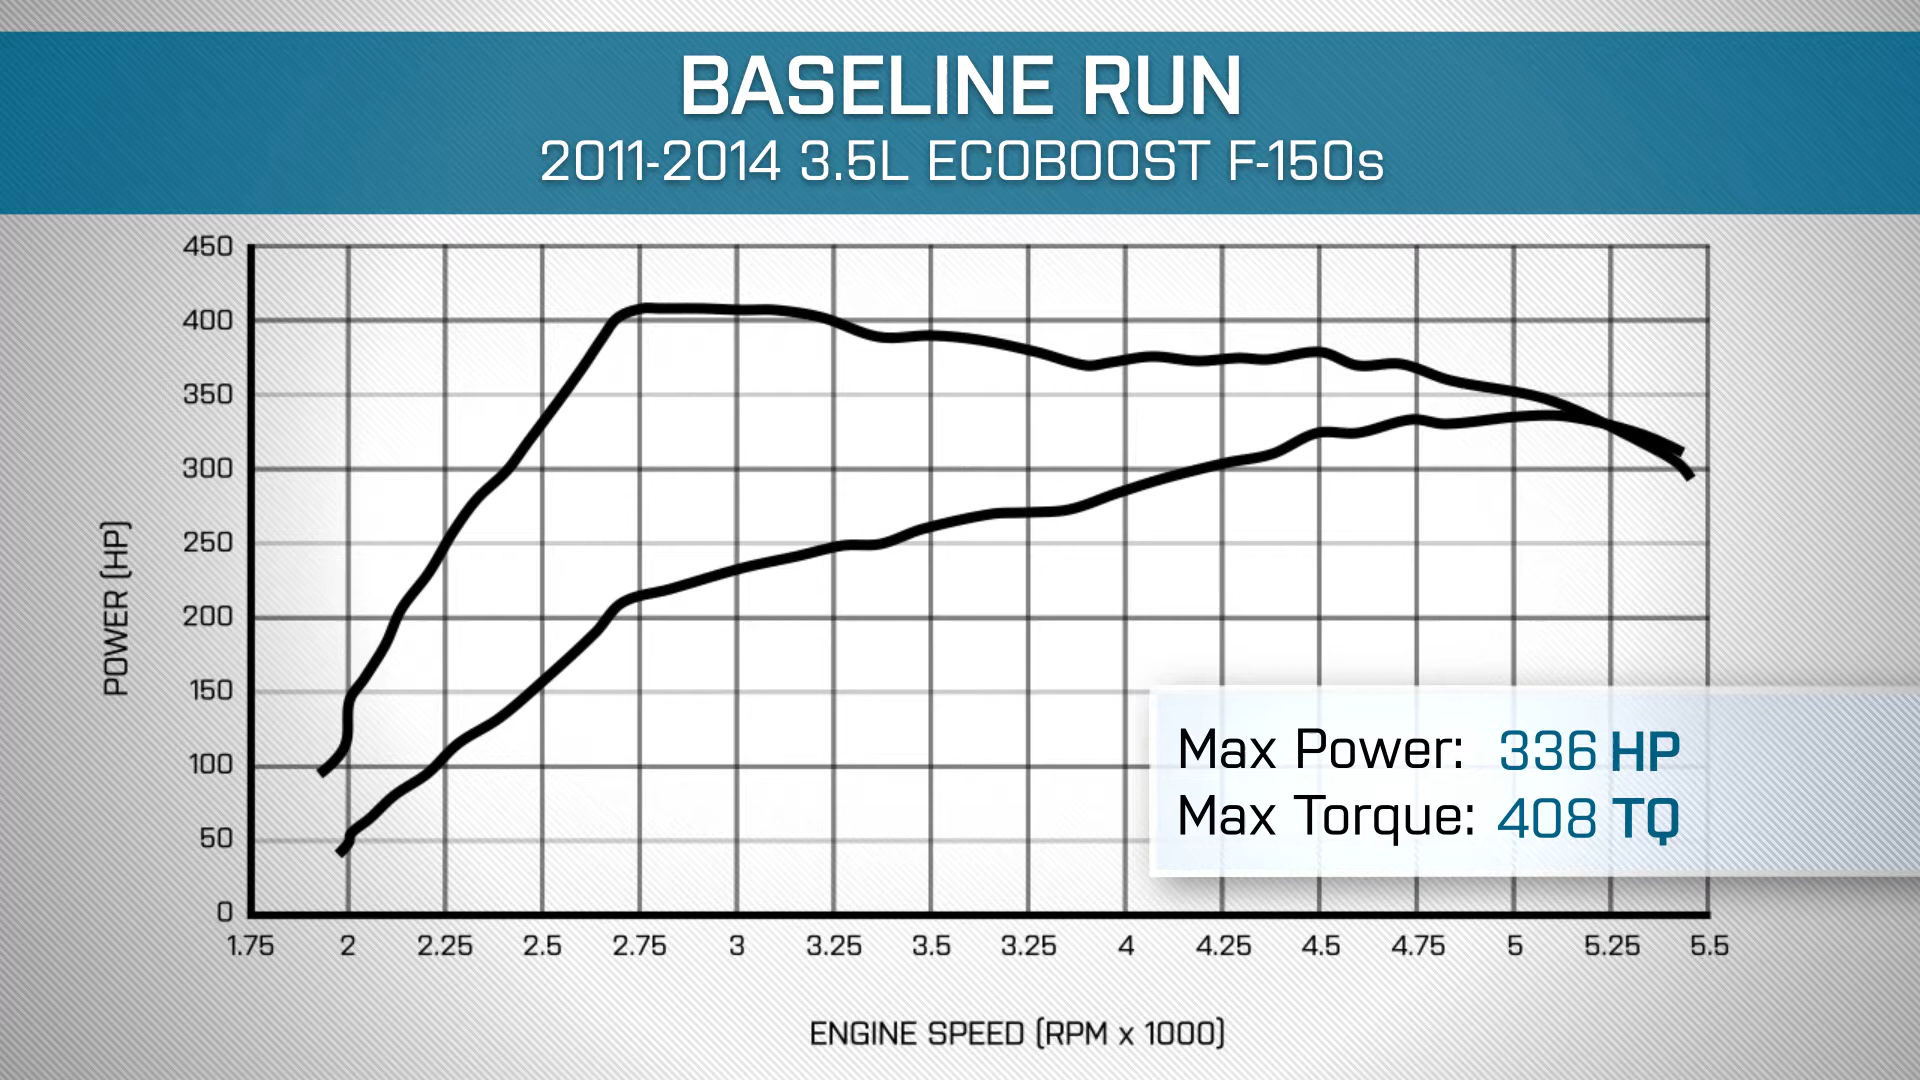 BASELINE RUN
2011-2014 3.5L ECOBOOST F-150s
450
400
350
300
250
200
150
100
50
0
POWER (HP)
1.75 2 2.25 2.5 2.75 3 3.25 3.5 3.25 4 4.25 4.5 4.75 5 5.25 5.5
ENGINE SPEED (RPM x 1000)
Max Power: 336 HP
Max Torque: 408 TQ